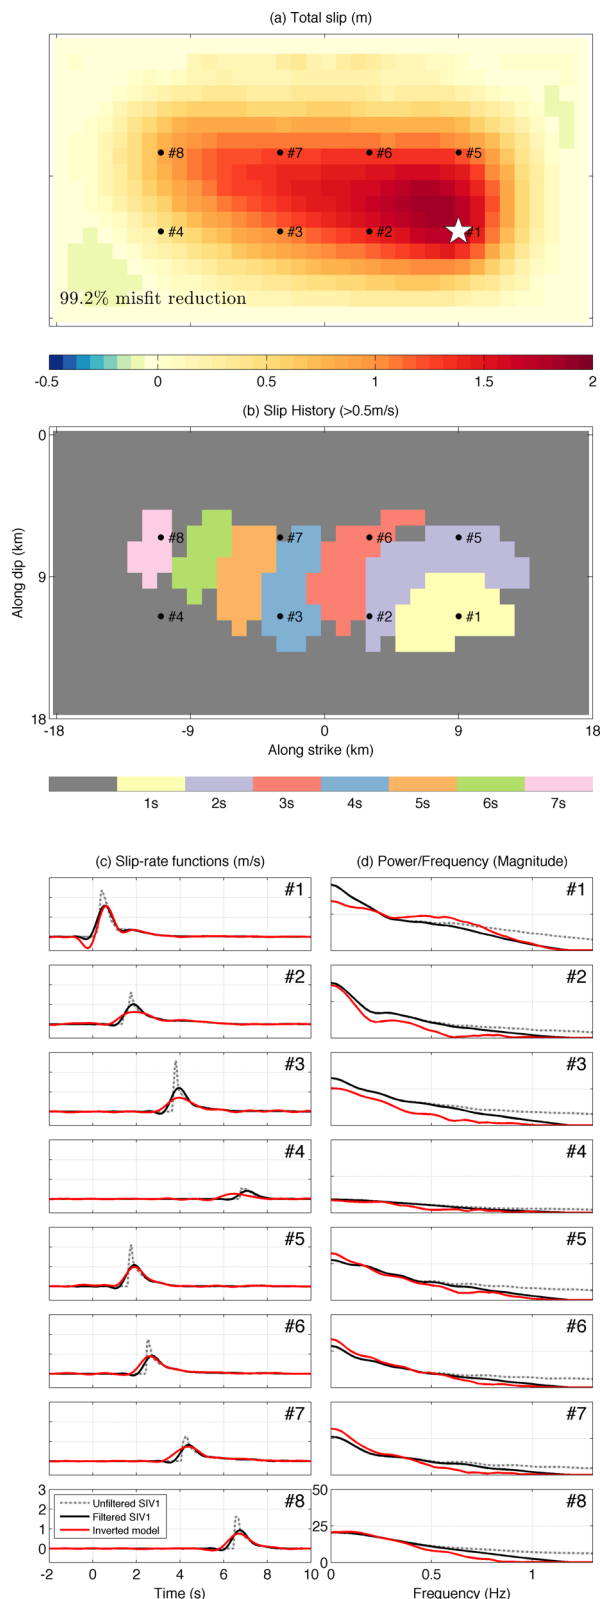 (a) Total slip (m)
#8 #7 #6 #5
#4 #3 #2 #1
99.2% misfit reduction
-0.5 0 0.5 1 1.5 2
(b) Slip History (>0.5m/s)
0
#8 #7 #6 #5
Along dip (km)
9
#4 #3 #2 #1
18
-18 -9 0 9 18
Along strike (km)
1s 2s 3s 4s 5s 6s 7s
(c) Slip-rate functions (m/s) (d) Power/Frequency (Magnitude)
#1 #1
#2 #2
#3 #3
#4 #4
#5 #5
#6 #6
#7 #7
3 50
Unfiltered SIV1 #8 #8
2
Filtered SIV1
25
1
Inverted model
0 0
-2 0 2 4 6 8 10 0.5 1
Time (s) Frequency (Hz)